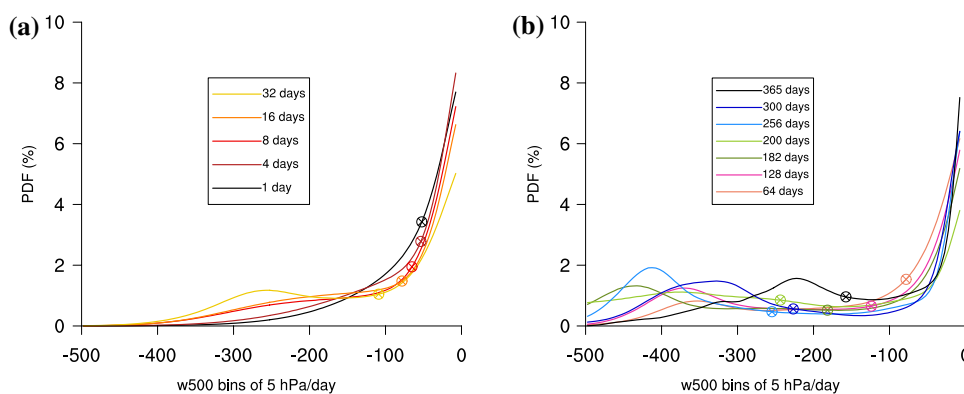 (a)
10
8
6
4
2
0
PDF (%)
32 days
16 days
8 days
4 days
1 day
-500 -400 -300 -200 -100 0
w500 bins of 5 hPa/day
(b)
10
8
6
4
2
0
PDF (%)
365 days
300 days
256 days
200 days
182 days
128 days
64 days
-500 -400 -300 -200 -100 0
w500 bins of 5 hPa/day